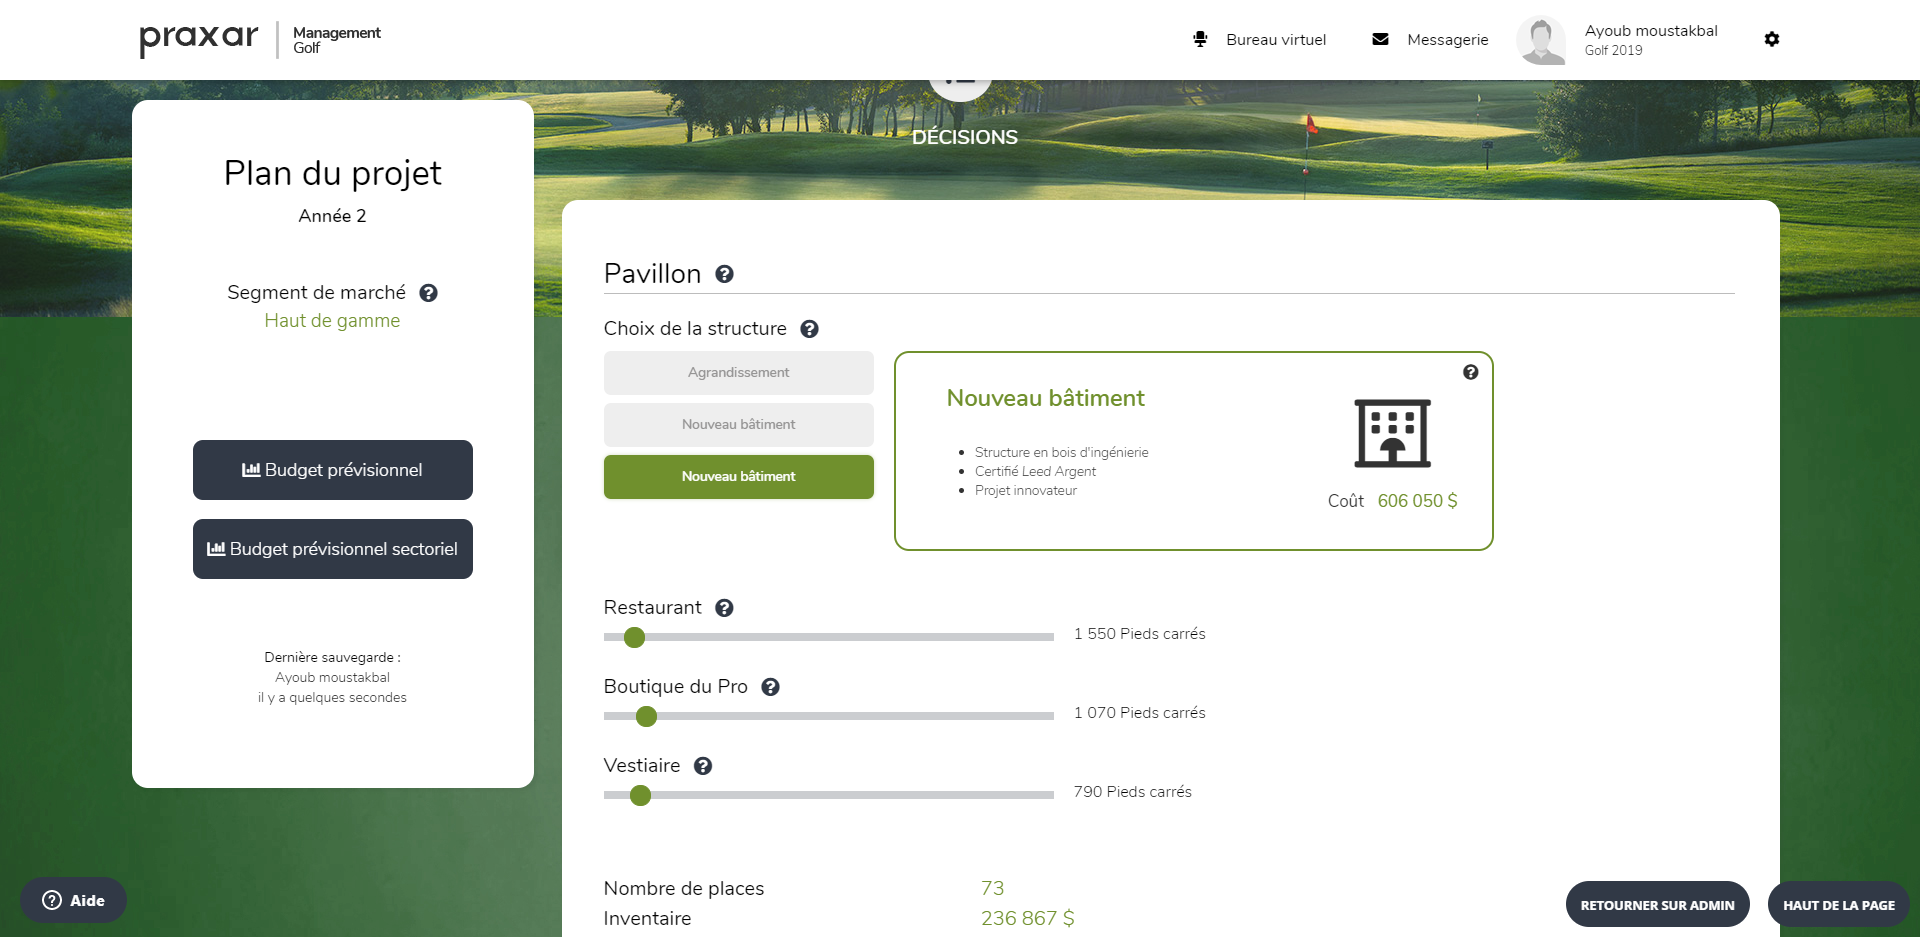 praxar
Management
Golf
Bureau virtuel
Messagerie
Ayoub moustakbal
Golf 2019
DÉCISIONS
Plan du projet
Année 2
Segment de marché
Haut de gamme
Budget prévisionnel
Budget prévisionnel sectoriel
Dernière sauvegarde :
Ayoub moustakbal
il y a quelques secondes
Pavillon
Choix de la structure
Agrandissement
Nouveau bâtiment
Nouveau bâtiment
Nouveau bâtiment
Structure en bois d'ingénierie
Certifié Leed Argent
Projet innovateur
Coût 606 050 $
Restaurant
1 550 Pieds carrés
Boutique du Pro
1 070 Pieds carrés
Vestiaire
790 Pieds carrés
Nombre de places 73
Inventaire 236 867 $
Aide
RETOURNER SUR ADMIN
HAUT DE LA PAGE